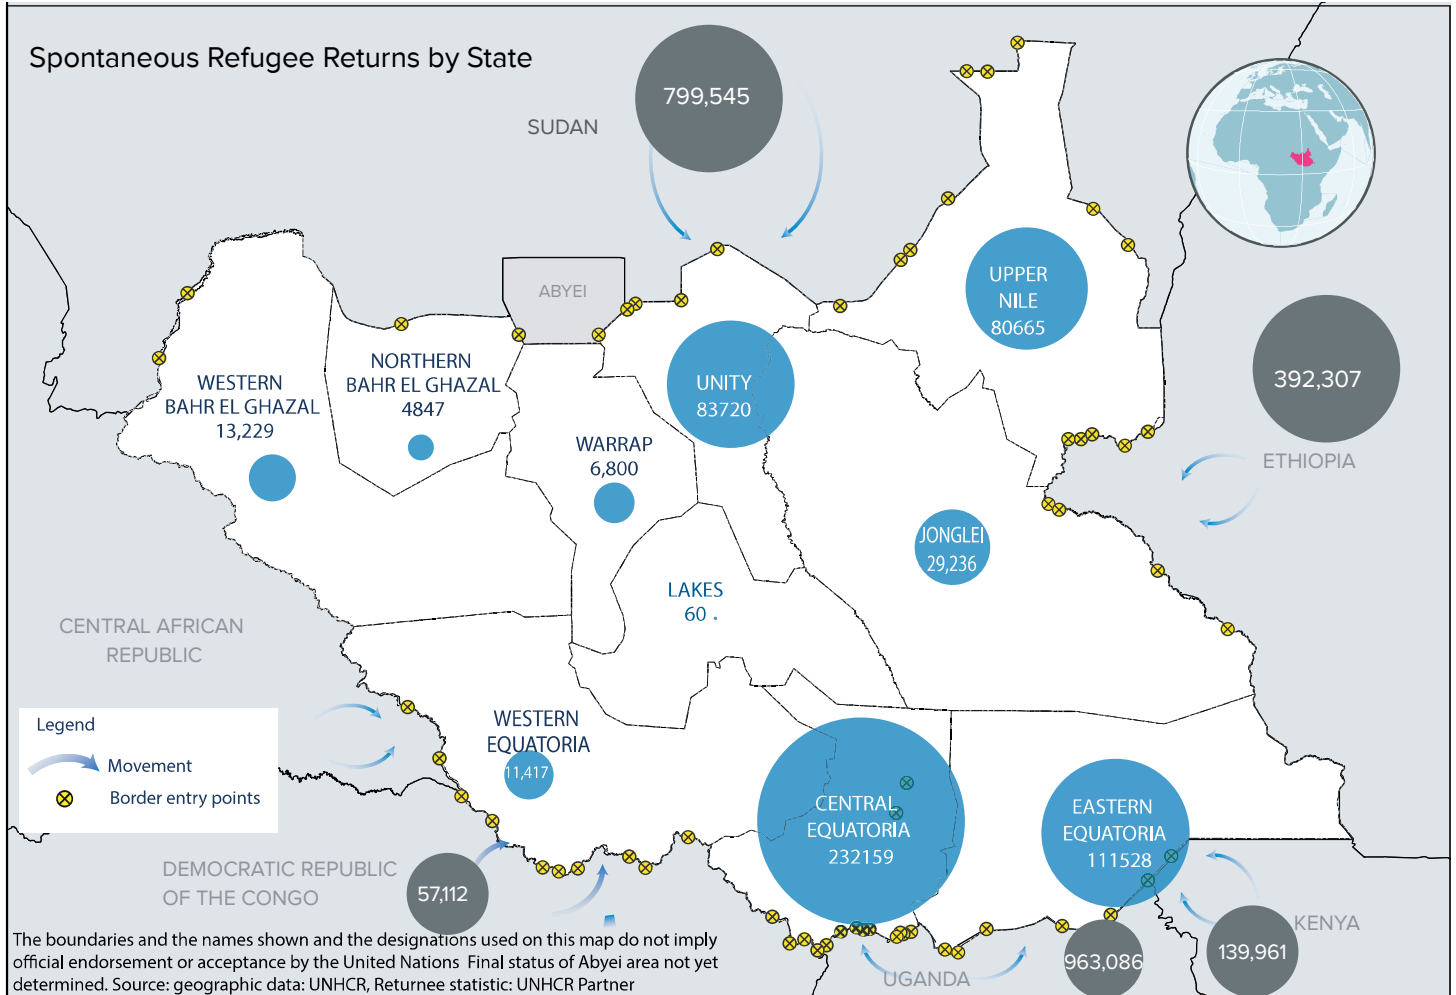 Spontaneous Refugee Returns by State
799,545
SUDAN
UPPER
NILE
80665
ABYEI
392,307
ETHIOPIA
WESTERN
BAHR EL GHAZAL
13,229
NORTHERN
BAHR EL GHAZAL
4847
UNITY
83720
WARRAP
6,800
JONGLEI
29,236
LAKES
60
CENTRAL AFRICAN
REPUBLIC
Legend
Movement
Border entry points
WESTERN
EQUATORIA
11,417
CENTRAL
EQUATORIA
232159
EASTERN
EQUATORIA
111528
DEMOCRATIC REPUBLIC
OF THE CONGO
57,112
UGANDA
963,086
KENYA
139,961
The boundaries and the names shown and the designations used on this map do not imply
official endorsement or acceptance by the United Nations Final status of Abyei area not yet
determined. Source: geographic data: UNHCR, Returnee statistic: UNHCR Partner